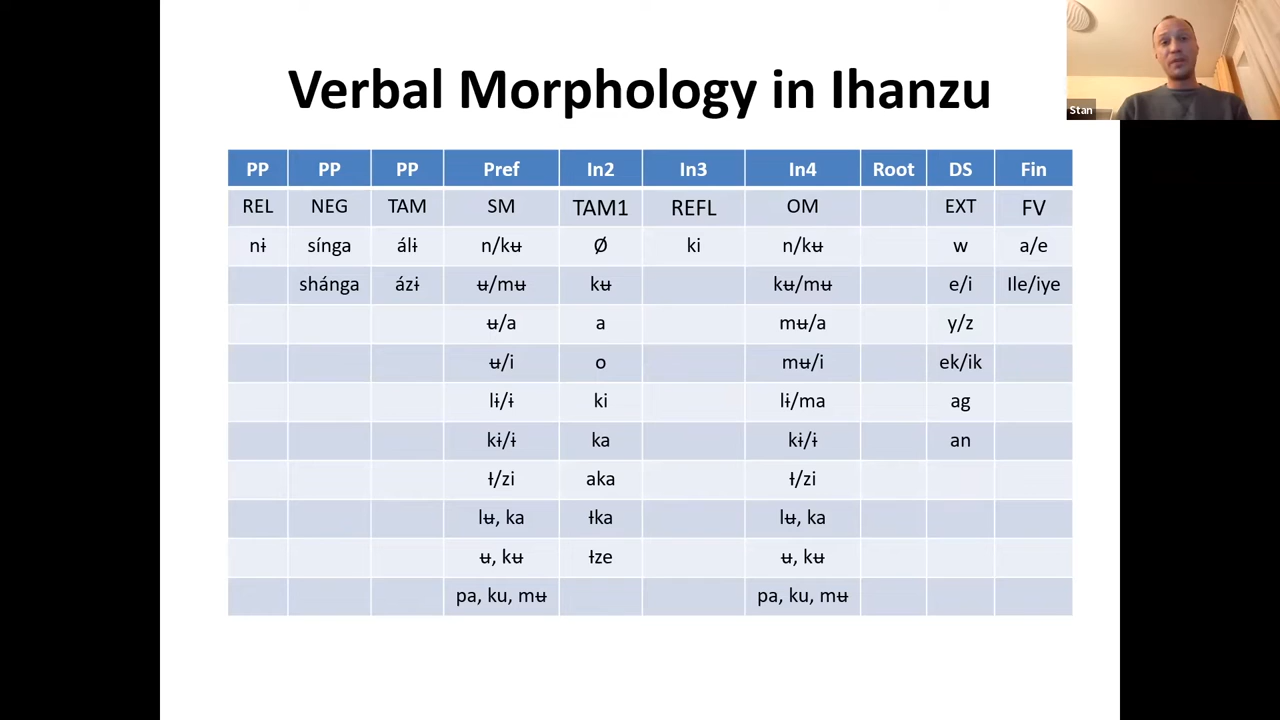 Verbal Morphology in Ihanzu
Stan
PP PP PP Pref In2 In3 In4 Root DS Fin
REL NEG TAM SM TAM1 REFL OM EXT FV
nɨ sínga álɨ n/kʉ Ø ki n/kʉ w a/e
shánga ázɨ ʉ/mʉ kʉ kʉ/mʉ e/i Ile/iye
ʉ/a a mʉ/a y/z
ʉ/i o mʉ/i ek/ik
lɨ/ɨ ki lɨ/ma ag
kɨ/ɨ ka kɨ/ɨ an
Ɨ/zi aka Ɨ/zi
lʉ, ka Ɨka lʉ, ka
ʉ, kʉ Ɨze ʉ, kʉ
pa, ku, mʉ pa, ku, mʉ